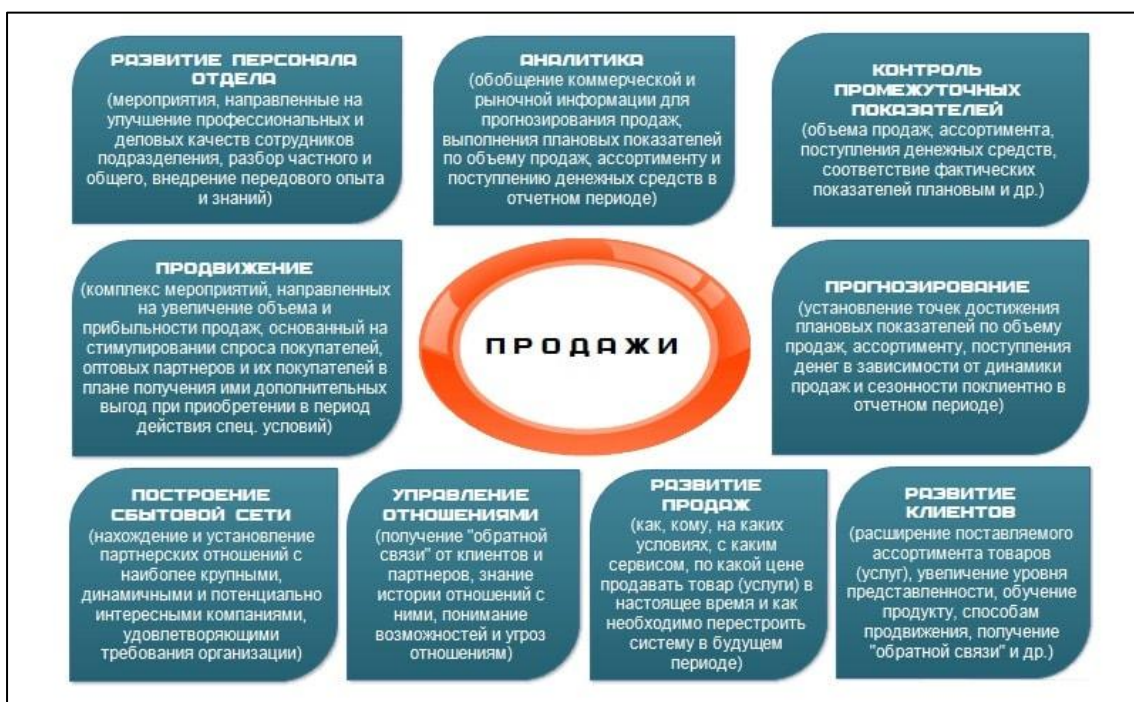 РАЗВИТИЕ ПЕРСОНАЛА
ОТДЕЛА
(мероприятия, направленные на
улучшение профессиональных и
деловых качеств сотрудников
подразделения, разбор частного и
общего, внедрение передового опыта
и знаний)
АНАЛИТИКА
(обобщение коммерческой и
рыночной информации для
прогнозирования продаж,
выполнения плановых показателей
по объему продаж, ассортименту и
поступлению денежных средств в
отчетном периоде)
КОНТРОЛЬ
ПРОМЕЖУТОЧНЫХ
ПОКАЗАТЕЛЕЙ
(объема продаж, ассортимента,
поступления денежных средств,
соответствие фактических
показателей плановым и др.)
ПРОДВИЖЕНИЕ
(комплекс мероприятий, направленных
на увеличение объема и
прибыльности продаж, основанный на
стимулировании спроса покупателей,
оптовых партнеров и их покупателей в
плане получения ими дополнительных
выгод при приобретении в период
действия спец. условий)
ПРОДАЖИ
ПРОГНОЗИРОВАНИЕ
(установление точек достижения
плановых показателей по объему
продаж, ассортименту, поступления
денег в зависимости от динамики
продаж и сезонности поклиентно в
отчетном периоде)
ПОСТРОЕНИЕ
СБЫТОВОЙ СЕТИ
(нахождение и установление
партнерских отношений с
наиболее крупными,
динамичными и потенциально
интересными компаниями,
удовлетворяющими
требования организации)
УПРАВЛЕНИЕ
ОТНОШЕНИЯМИ
(получение "обратной
связи" от клиентов и
партнеров, знание
истории отношений с
ними, понимание
возможностей и угроз
отношениям)
РАЗВИТИЕ
ПРОДАЖ
(как, кому, на каких
условиях, с каким
сервисом, по какой цене
продавать товар (услуги) в
настоящее время и как
необходимо перестроить
систему в будущем
периоде)
РАЗВИТИЕ
КЛИЕНТОВ
(расширение поставляемого
ассортимента товаров
(услуг), увеличение уровня
представленности, обучение
продукту, способам
продвижения, получение
"обратной связи" и др.)